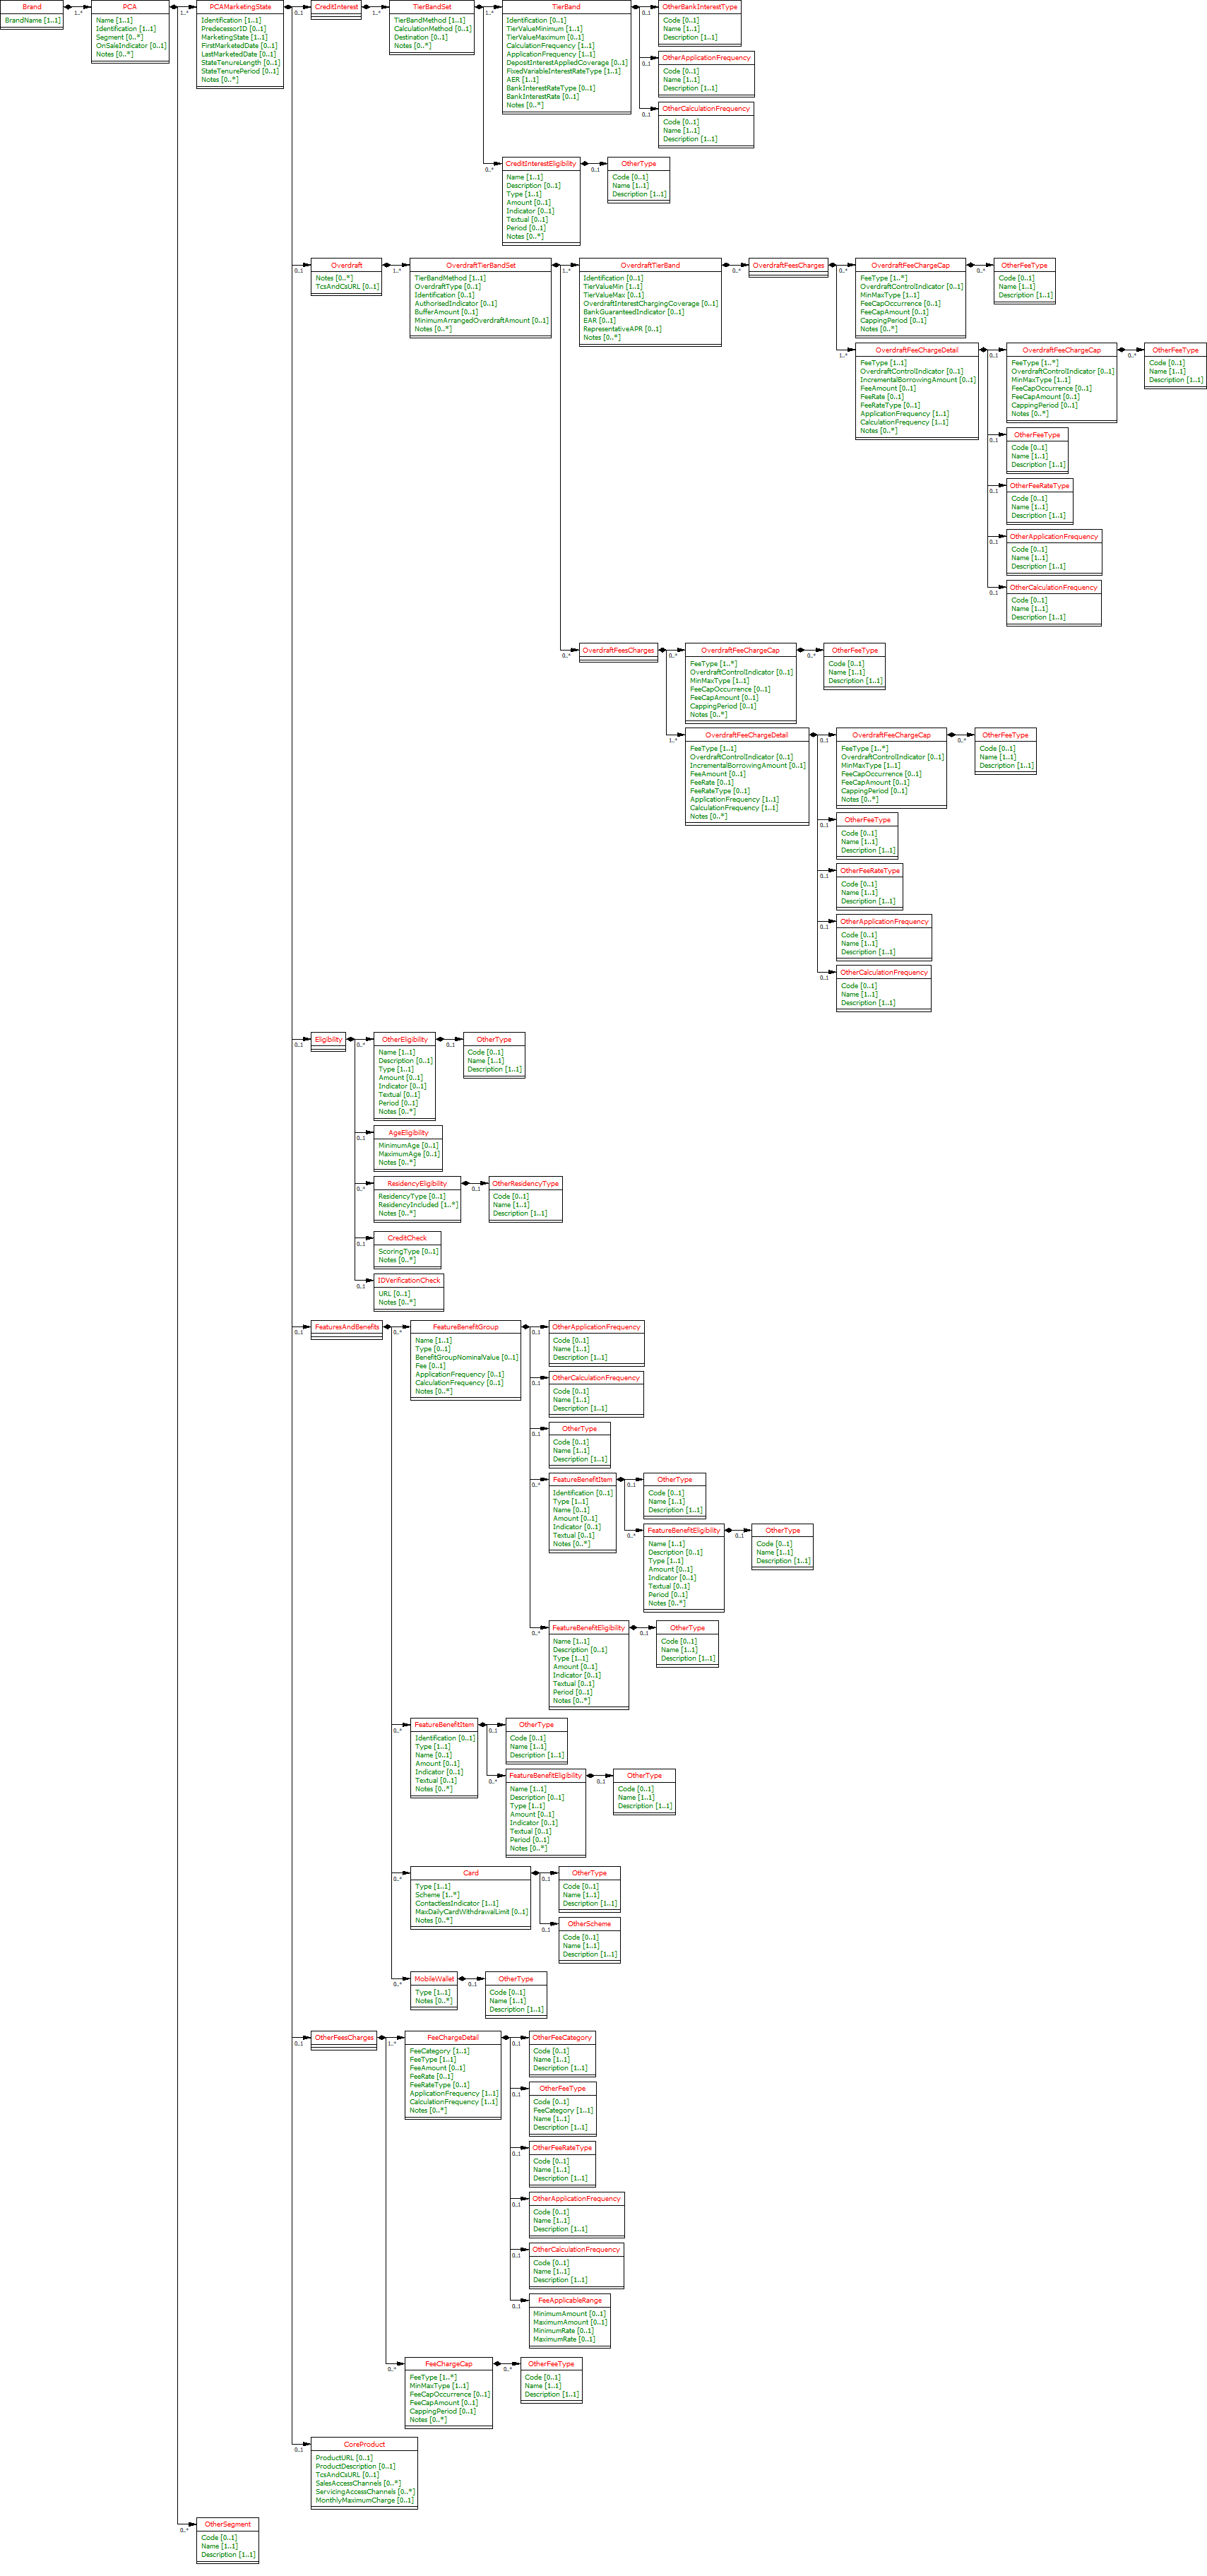 Brand
BrandName [1..1]
1..*
PCA
Name [1..1]
Identification [1..1]
Segment [0..*]
OnSaleIndicator [0..1]
Notes [0..*]
1..*
PCAMarketingState
Identification [1..1]
PredecessorID [0..1]
MarketingState [1..1]
FirstMarketedDate [0..1]
LastMarketedDate [0..1]
StateTenureLength [0..1]
StateTenurePeriod [0..1]
Notes [0..*]
0..1
CreditInterest
1..*
TierBandSet
TierBandMethod [1..1]
CalculationMethod [0..1]
Destination [0..1]
Notes [0..*]
1..*
TierBand
Identification [0..1]
TierValueMinimum [1..1]
TierValueMaximum [0..1]
CalculationFrequency [0..1]
ApplicationFrequency [1..1]
DepositInterestAppliedCoverage [0..1]
FixedVariableInterestRateType [1..1]
AER [1..1]
BankInterestRateType [0..1]
BankInterestRate [0..1]
Notes [0..*]
0..1
OtherBankInterestType
Code [0..1]
Name [1..1]
Description [1..1]
0..1
OtherApplicationFrequency
Code [0..1]
Name [1..1]
Description [1..1]
0..1
OtherCalculationFrequency
Code [0..1]
Name [1..1]
Description [1..1]
0..*
CreditInterestEligibility
Name [1..1]
Description [0..1]
Type [1..1]
Amount [0..1]
Indicator [0..1]
Textual [0..1]
Period [0..1]
Notes [0..*]
0..1
OtherType
Code [0..1]
Name [1..1]
Description [1..1]
0..1
Overdraft
Notes [0..*]
TcsAndCsURL [0..1]
1..*
OverdraftTierBandSet
TierBandMethod [1..1]
OverdraftType [0..1]
Identification [0..1]
AuthorisedIndicator [0..1]
BufferAmount [0..1]
MinimumArrangedOverdraftAmount [0..1]
Notes [0..*]
1..*
OverdraftTierBand
Identification [0..1]
TierValueMin [1..1]
TierValueMax [0..1]
OverdraftInterestChargingCoverage [0..1]
BankGuaranteedIndicator [0..1]
EAR [0..1]
RepresentativeAPR [0..1]
Notes [0..*]
0..*
OverdraftFeesCharges
0..*
OverdraftFeeChargeCap
FeeType [1..*]
OverdraftControlIndicator [0..1]
MinMaxType [1..1]
FeeCapOccurrence [0..1]
FeeCapAmount [0..1]
CappingPeriod [0..1]
Notes [0..*]
0..*
OtherFeeType
Code [0..1]
Name [1..1]
Description [1..1]
1..*
OverdraftFeeChargeDetail
FeeType [1..1]
OverdraftControlIndicator [0..1]
IncrementalBorrowingAmount [0..1]
FeeAmount [0..1]
FeeRate [0..1]
FeeRateType [0..1]
ApplicationFrequency [1..1]
CalculationFrequency [1..1]
Notes [0..*]
0..1
OverdraftFeeChargeCap
FeeType [1..*]
OverdraftControlIndicator [0..1]
MinMaxType [1..1]
FeeCapOccurrence [0..1]
FeeCapAmount [0..1]
CappingPeriod [0..1]
Notes [0..*]
0..*
OtherFeeType
Code [0..1]
Name [1..1]
Description [1..1]
0..1
OtherFeeType
Code [0..1]
Name [1..1]
Description [1..1]
0..1
OtherFeeRateType
Code [0..1]
Name [1..1]
Description [1..1]
0..1
OtherApplicationFrequency
Code [0..1]
Name [1..1]
Description [1..1]
0..1
OtherCalculationFrequency
Code [0..1]
Name [1..1]
Description [1..1]
0..*
OverdraftFeesCharges
0..*
OverdraftFeeChargeCap
FeeType [1..*]
OverdraftControlIndicator [0..1]
MinMaxType [1..1]
FeeCapOccurrence [0..1]
FeeCapAmount [0..1]
CappingPeriod [0..1]
Notes [0..*]
0..*
OtherFeeType
Code [0..1]
Name [1..1]
Description [1..1]
1..*
OverdraftFeeChargeDetail
FeeType [1..1]
OverdraftControlIndicator [0..1]
IncrementalBorrowingAmount [0..1]
FeeAmount [0..1]
FeeRate [0..1]
FeeRateType [0..1]
ApplicationFrequency [1..1]
CalculationFrequency [1..1]
Notes [0..*]
0..1
OverdraftFeeChargeCap
FeeType [1..*]
OverdraftControlIndicator [0..1]
MinMaxType [1..1]
FeeCapOccurrence [0..1]
FeeCapAmount [0..1]
CappingPeriod [0..1]
Notes [0..*]
0..*
OtherFeeType
Code [0..1]
Name [1..1]
Description [1..1]
0..1
OtherFeeType
Code [0..1]
Name [1..1]
Description [1..1]
0..1
OtherFeeRateType
Code [0..1]
Name [1..1]
Description [1..1]
0..1
OtherApplicationFrequency
Code [0..1]
Name [1..1]
Description [1..1]
0..1
OtherCalculationFrequency
Code [0..1]
Name [1..1]
Description [1..1]
0..1
Eligibility
0..*
OtherEligibility
Name [1..1]
Description [0..1]
Type [1..1]
Amount [0..1]
Indicator [0..1]
Textual [0..1]
Period [0..1]
Notes [0..*]
0..1
OtherType
Code [0..1]
Name [1..1]
Description [1..1]
0..1
AgeEligibility
MinimumAge [0..1]
MaximumAge [0..1]
Notes [0..*]
0..*
ResidencyEligibility
ResidencyType [0..1]
ResidencyIncluded [1..*]
Notes [0..*]
0..1
OtherResidencyType
Code [0..1]
Name [1..1]
Description [1..1]
0..1
CreditCheck
ScoringType [0..1]
Notes [0..*]
0..1
IDVerificationCheck
URL [0..1]
Notes [0..*]
0..1
FeaturesAndBenefits
0..*
FeatureBenefitGroup
Name [1..1]
Type [0..1]
BenefitGroupNominalValue [0..1]
Fee [0..1]
ApplicationFrequency [0..1]
CalculationFrequency [0..1]
Notes [0..*]
0..1
OtherApplicationFrequency
Code [0..1]
Name [1..1]
Description [1..1]
0..1
OtherCalculationFrequency
Code [0..1]
Name [1..1]
Description [1..1]
0..1
OtherType
Code [0..1]
Name [1..1]
Description [1..1]
0..*
FeatureBenefitItem
Identification [0..1]
Type [1..1]
Name [0..1]
Amount [0..1]
Indicator [0..1]
Textual [0..1]
Notes [0..*]
0..1
OtherType
Code [0..1]
Name [1..1]
Description [1..1]
0..*
FeatureBenefitEligibility
Name [1..1]
Description [0..1]
Type [1..1]
Amount [0..1]
Indicator [0..1]
Textual [0..1]
Period [0..1]
Notes [0..*]
0..1
OtherType
Code [0..1]
Name [1..1]
Description [1..1]
0..*
FeatureBenefitEligibility
Name [1..1]
Description [0..1]
Type [1..1]
Amount [0..1]
Indicator [0..1]
Textual [0..1]
Period [0..1]
Notes [0..*]
0..1
OtherType
Code [0..1]
Name [1..1]
Description [1..1]
0..*
FeatureBenefitItem
Identification [0..1]
Type [1..1]
Name [0..1]
Amount [0..1]
Indicator [0..1]
Textual [0..1]
Notes [0..*]
0..1
OtherType
Code [0..1]
Name [1..1]
Description [1..1]
0..*
FeatureBenefitEligibility
Name [1..1]
Description [0..1]
Type [1..1]
Amount [0..1]
Indicator [0..1]
Textual [0..1]
Period [0..1]
Notes [0..*]
0..1
OtherType
Code [0..1]
Name [1..1]
Description [1..1]
0..*
Card
Type [1..1]
Scheme [1..*]
ContactlessIndicator [1..1]
MaxDailyCardWithdrawalLimit [0..1]
Notes [0..*]
0..1
OtherType
Code [0..1]
Name [1..1]
Description [1..1]
0..1
OtherScheme
Code [0..1]
Name [1..1]
Description [1..1]
0..*
MobileWallet
Type [1..1]
Notes [0..*]
0..1
OtherType
Code [0..1]
Name [1..1]
Description [1..1]
0..1
OtherFeesCharges
1..*
FeeChargeDetail
FeeCategory [1..1]
FeeType [1..1]
FeeAmount [0..1]
FeeRate [0..1]
FeeRateType [0..1]
ApplicationFrequency [1..1]
CalculationFrequency [1..1]
Notes [0..*]
0..1
OtherFeeCategory
Code [0..1]
Name [1..1]
Description [1..1]
0..1
OtherFeeType
Code [0..1]
FeeCategory [1..1]
Name [1..1]
Description [1..1]
0..1
OtherFeeRateType
Code [0..1]
Name [1..1]
Description [1..1]
0..1
OtherApplicationFrequency
Code [0..1]
Name [1..1]
Description [1..1]
0..1
OtherCalculationFrequency
Code [0..1]
Name [1..1]
Description [1..1]
0..1
FeeApplicableRange
MinimumAmount [0..1]
MaximumAmount [0..1]
MinimumRate [0..1]
MaximumRate [0..1]
0..*
FeeChargeCap
FeeType [1..*]
MinMaxType [1..1]
FeeCapOccurrence [0..1]
FeeCapAmount [0..1]
CappingPeriod [0..1]
Notes [0..*]
0..*
OtherFeeType
Code [0..1]
Name [1..1]
Description [1..1]
0..1
CoreProduct
ProductURL [0..1]
ProductDescription [0..1]
TcsAndCsURL [0..1]
SalesAccessChannels [0..*]
ServicingAccessChannels [0..*]
MonthlyMaximumCharge [0..1]
0..*
OtherSegment
Code [0..1]
Name [1..1]
Description [1..1]